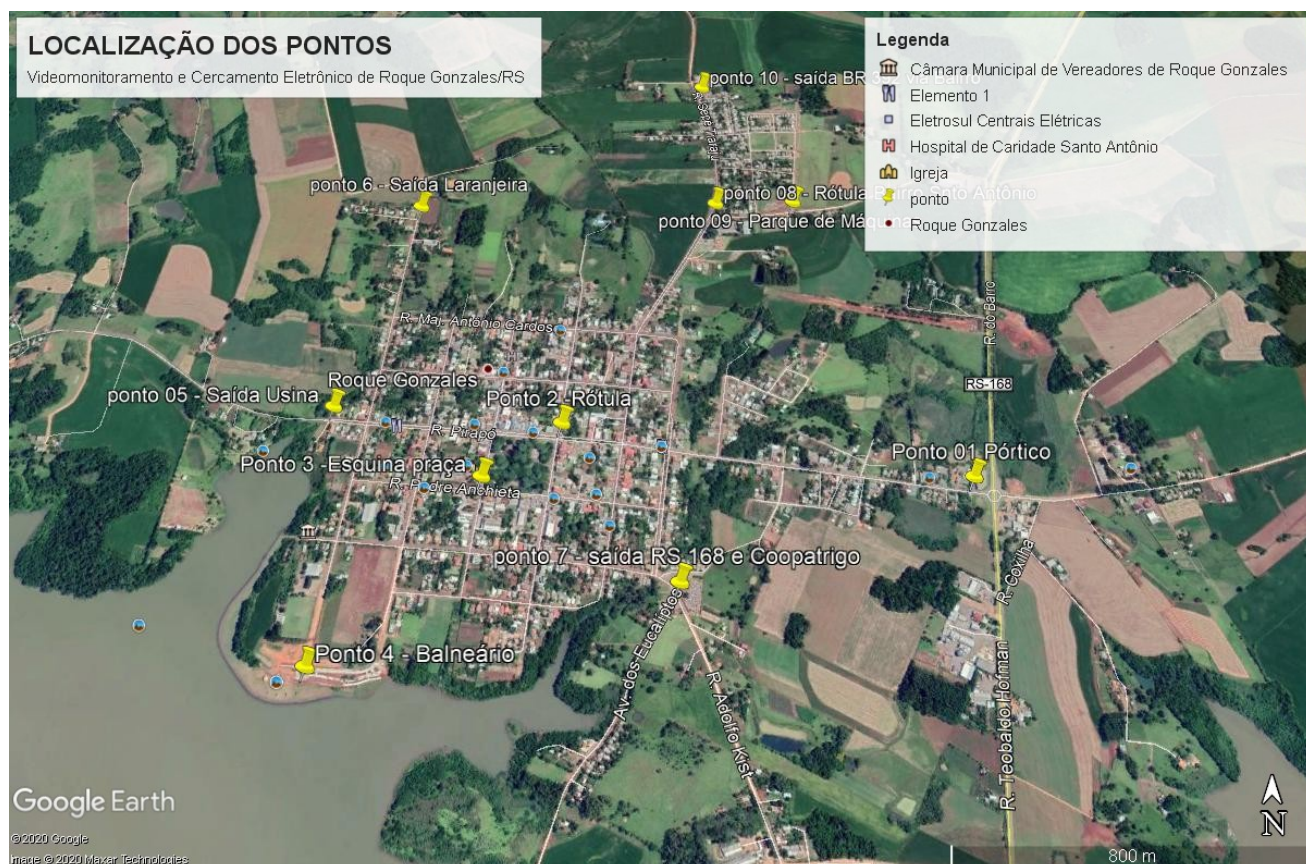 LOCALIZAÇÃO DOS PONTOS
Videomonitoramento e Cercamento Eletrônico de Roque Gonzales/RS
Legenda
Câmara Municipal de Vereadores de Roque Gonzales
Elemento 1
Eletrosul Centrais Elétricas
Hospital de Caridade Santo Antônio
Igreja
ponto
Roque Gonzales
ponto 10 - saída BR
ponto 6 - Saída Laranjeira
ponto 08 - Rótula Bairro Santo Antônio
ponto 09 - Parque de Máquina
R. Maj. Antônio Cardos
R. do Barro
RS-168
Roque Gonzales
ponto 05 - Saída Usina
Ponto 2 - Rótula
R. Pirapó
Ponto 3 -Esquina praça
R. Padre Anchieta
Ponto 01 Pórtico
ponto 7 - saída RS 168 e Coopatrigo
R. Coxilha
Ponto 4 - Balneário
Av. dos Eucaliptos
R. Adolfo Kist
R. Teobaldo Hofman
Google Earth
©2020 Google
Image © 2020 Maxar Technologies
800 m
N